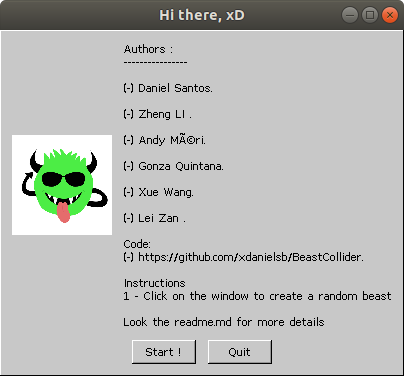 Hi there, xD
Authors :
----------------
(-) Daniel Santos.
(-) Zheng LI .
(-) Andy MÃ©ri.
(-) Gonza Quintana.
(-) Xue Wang.
(-) Lei Zan .
Code:
(-) https://github.com/xdanielsb/BeastCollider.
Instructions
1 - Click on the window to create a random beast
Look the readme.md for more details
Start !
Quit